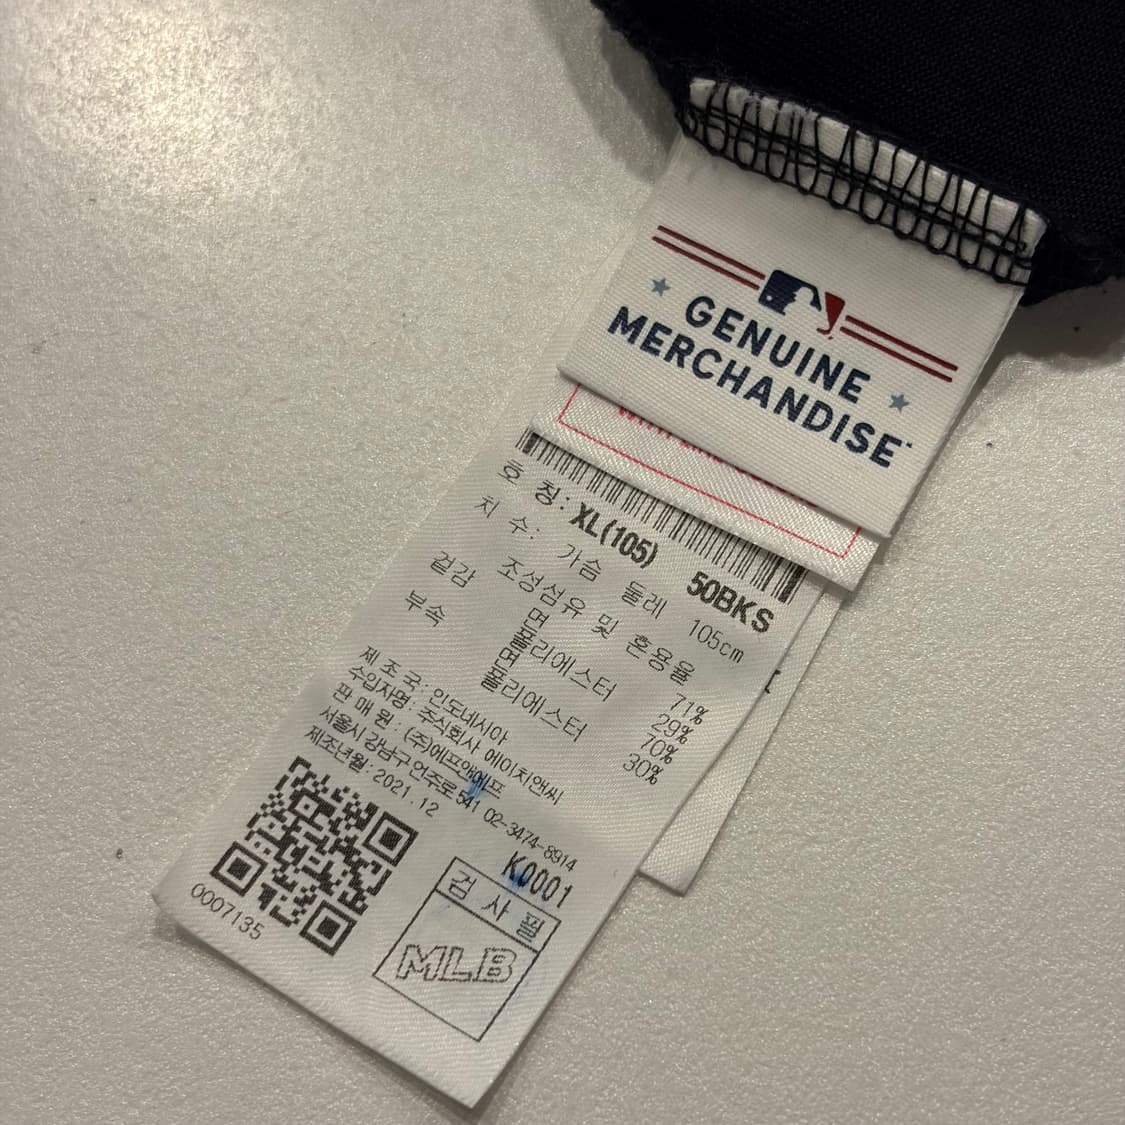 GENUINE
MERCHANDISE
호 칭: XL(105) 50BKS
치 수: 가슴 둘레 105cm
조성섬유 및 혼용율
겉감 면 71%
폴리에스터 29%
부속 면 70%
폴리에스터 30%
제 조 국: 인도네시아
수입자명: 주식회사 에이치앤씨
판 매 원: (주)에프앤에프
서울시 강남구 언주로 541 02-3474-8914
제조년월: 2021.12
K0001
0007135
검 사 필
MLB